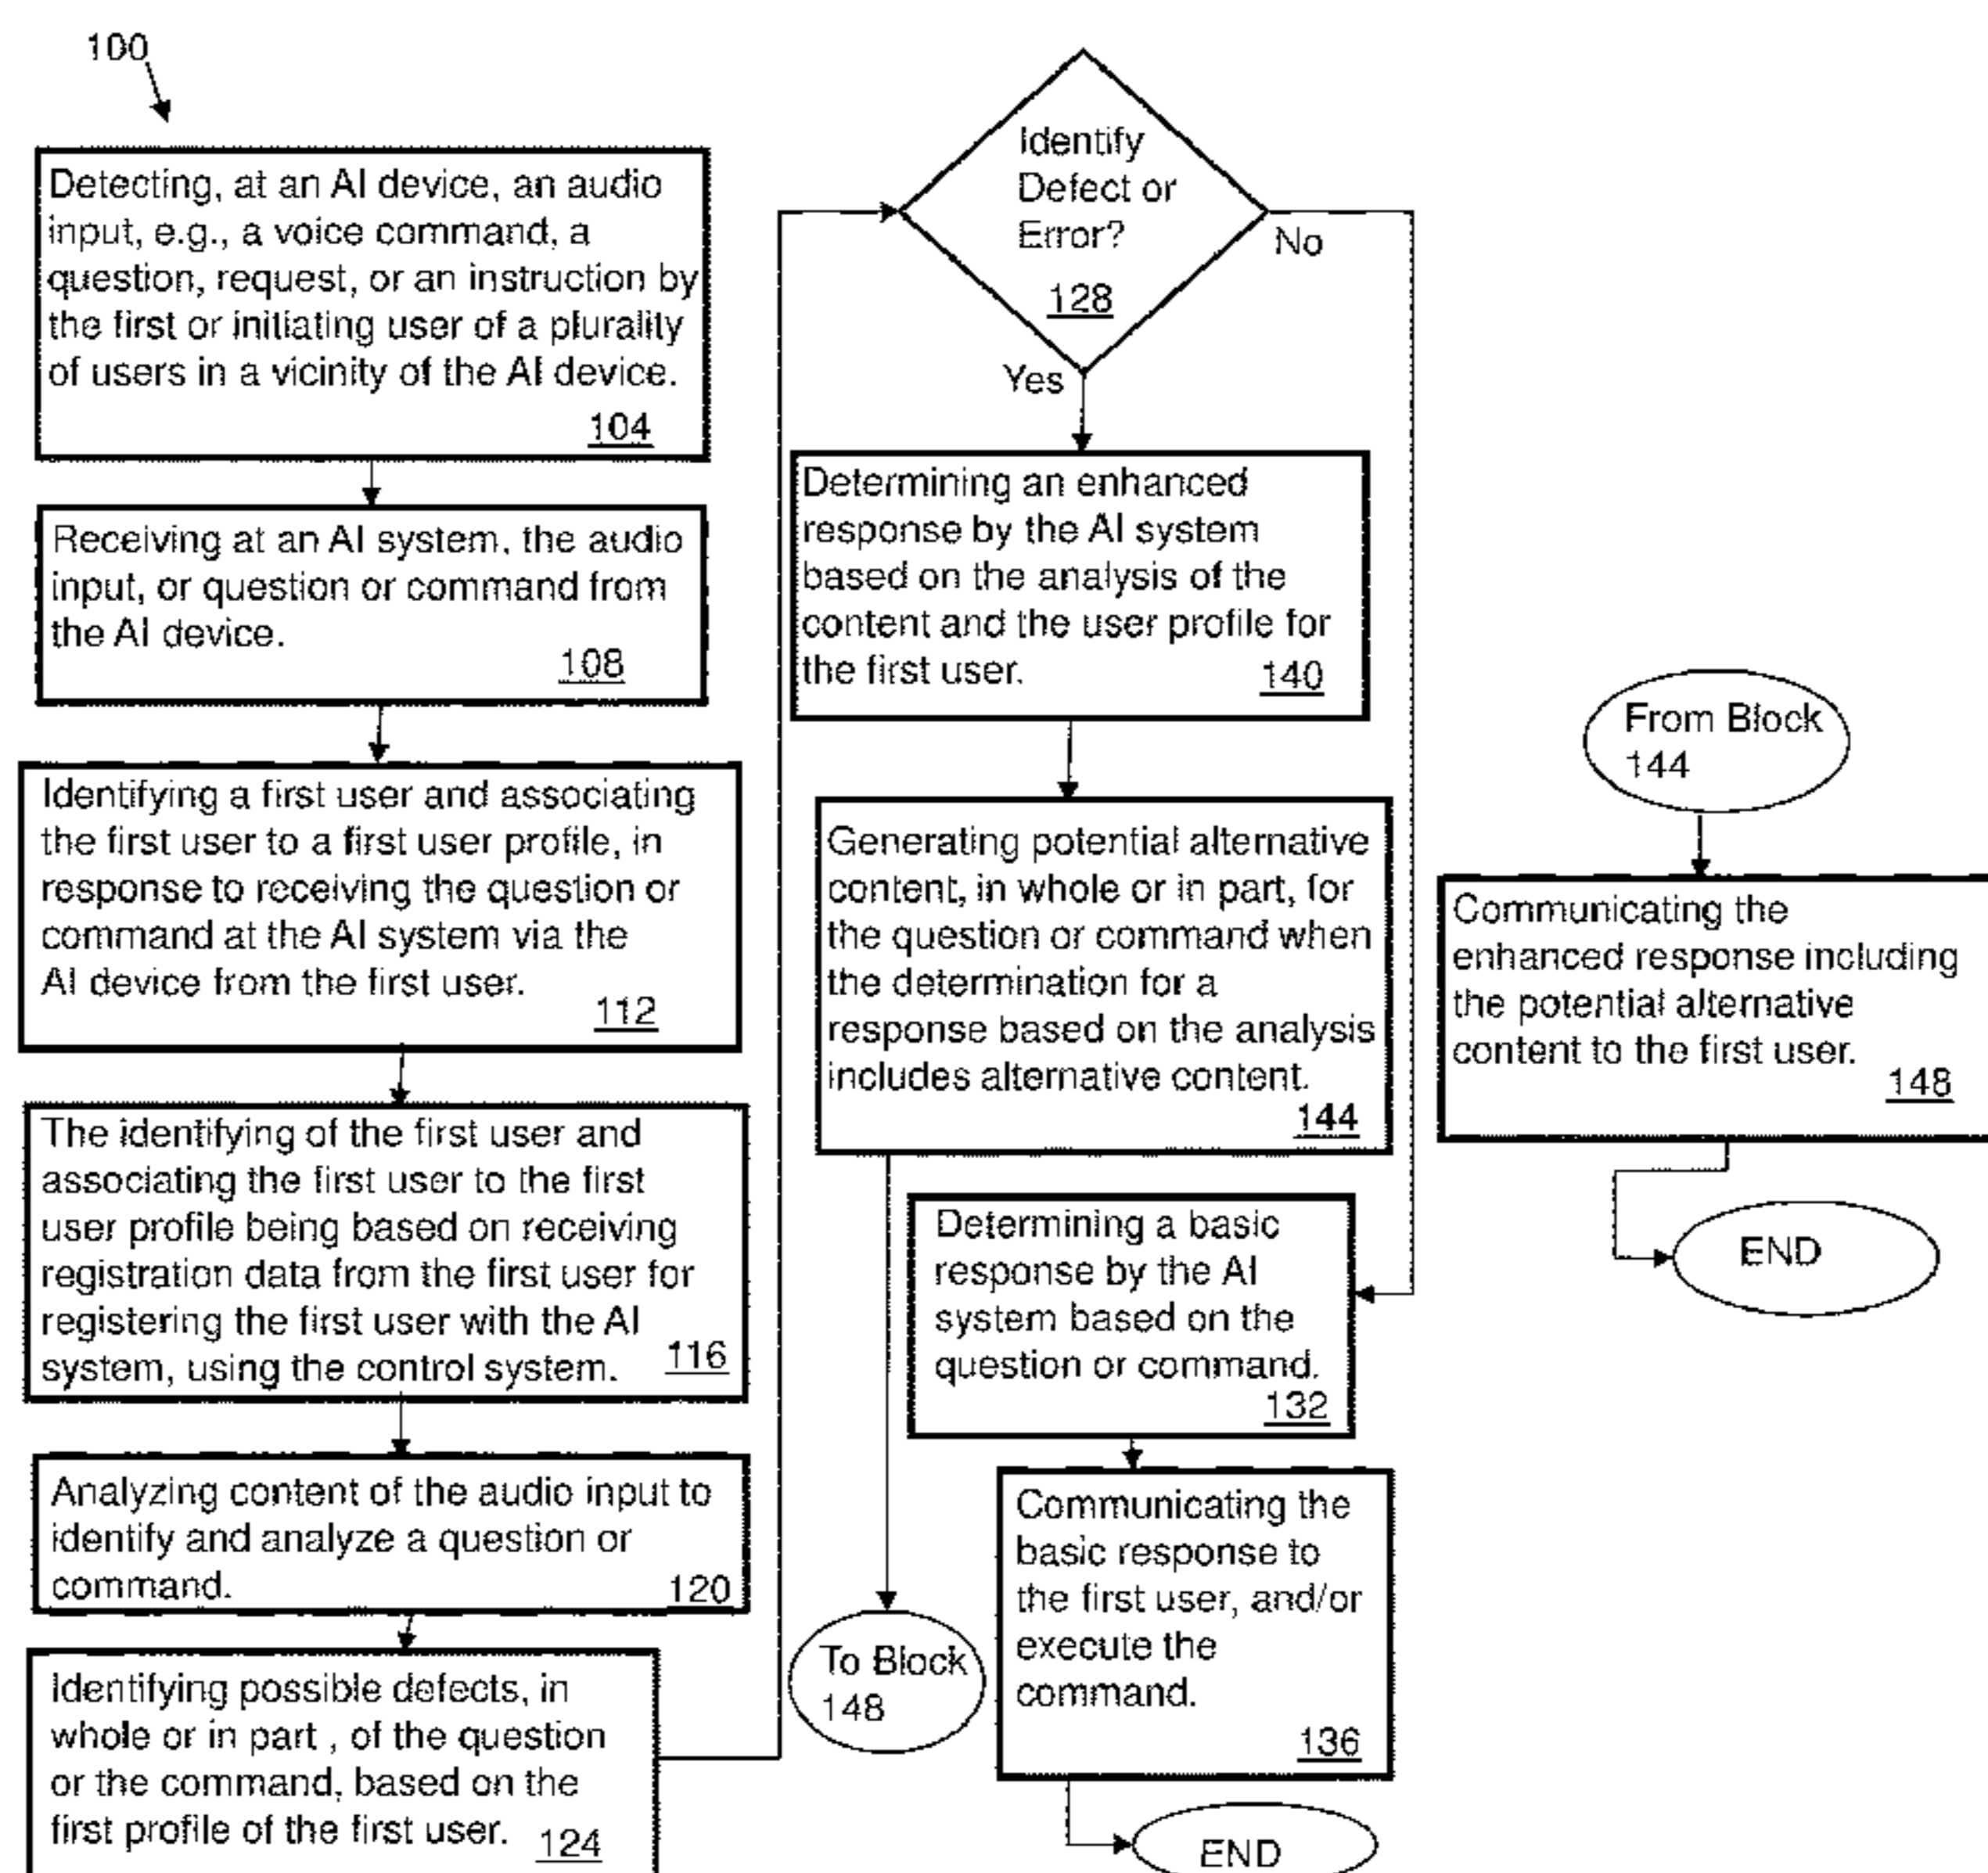 100
Detecting, at an AI device, an audio
input, e.g., a voice command, a
question, request, or an instruction by
the first or initiating user of a plurality
of users in a vicinity of the AI device.
104
Receiving at an AI system, the audio
input, or question or command from
the AI device.
108
Identifying a first user and associating
the first user to a first user profile, in
response to receiving the question or
command at the AI system via the
AI device from the first user.
112
The identifying of the first user and
associating the first user to the first
user profile being based on receiving
registration data from the first user for
registering the first user with the AI
system, using the control system.
116
Analyzing content of the audio input to
identify and analyze a question or
command.
120
Identifying possible defects, in
whole or in part , of the question
or the command, based on the
first profile of the first user.
124
Identify
Defect or
Error?
128
No
Yes
Determining an enhanced
response by the AI system
based on the analysis of the
content and the user profile for
the first user.
140
Generating potential alternative
content, in whole or in part, for
the question or command when
the determination for a
response based on the analysis
includes alternative content.
144
To Block
148
Determining a basic
response by the AI
system based on the
question or command.
132
Communicating the
basic response to
the first user, and/or
execute the
command.
136
END
From Block
144
Communicating the
enhanced response including
the potential alternative
content to the first user.
148
END